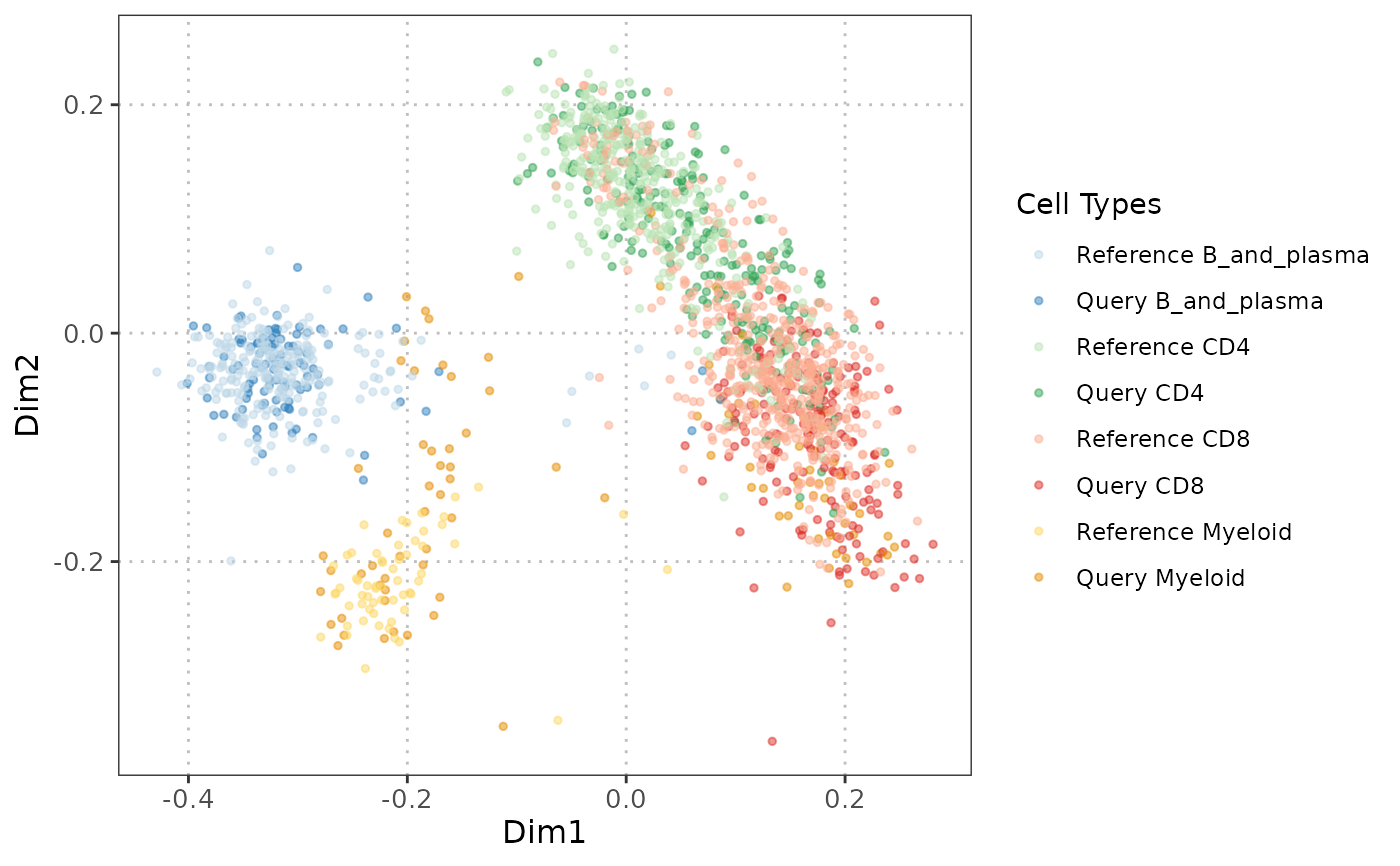 0.2
0.0
-0.2
Dim2
-0.4
-0.2
0.0
0.2
Dim1
Cell Types
Reference B_and_plasma
Query B_and_plasma
Reference CD4
Query CD4
Reference CD8
Query CD8
Reference Myeloid
Query Myeloid